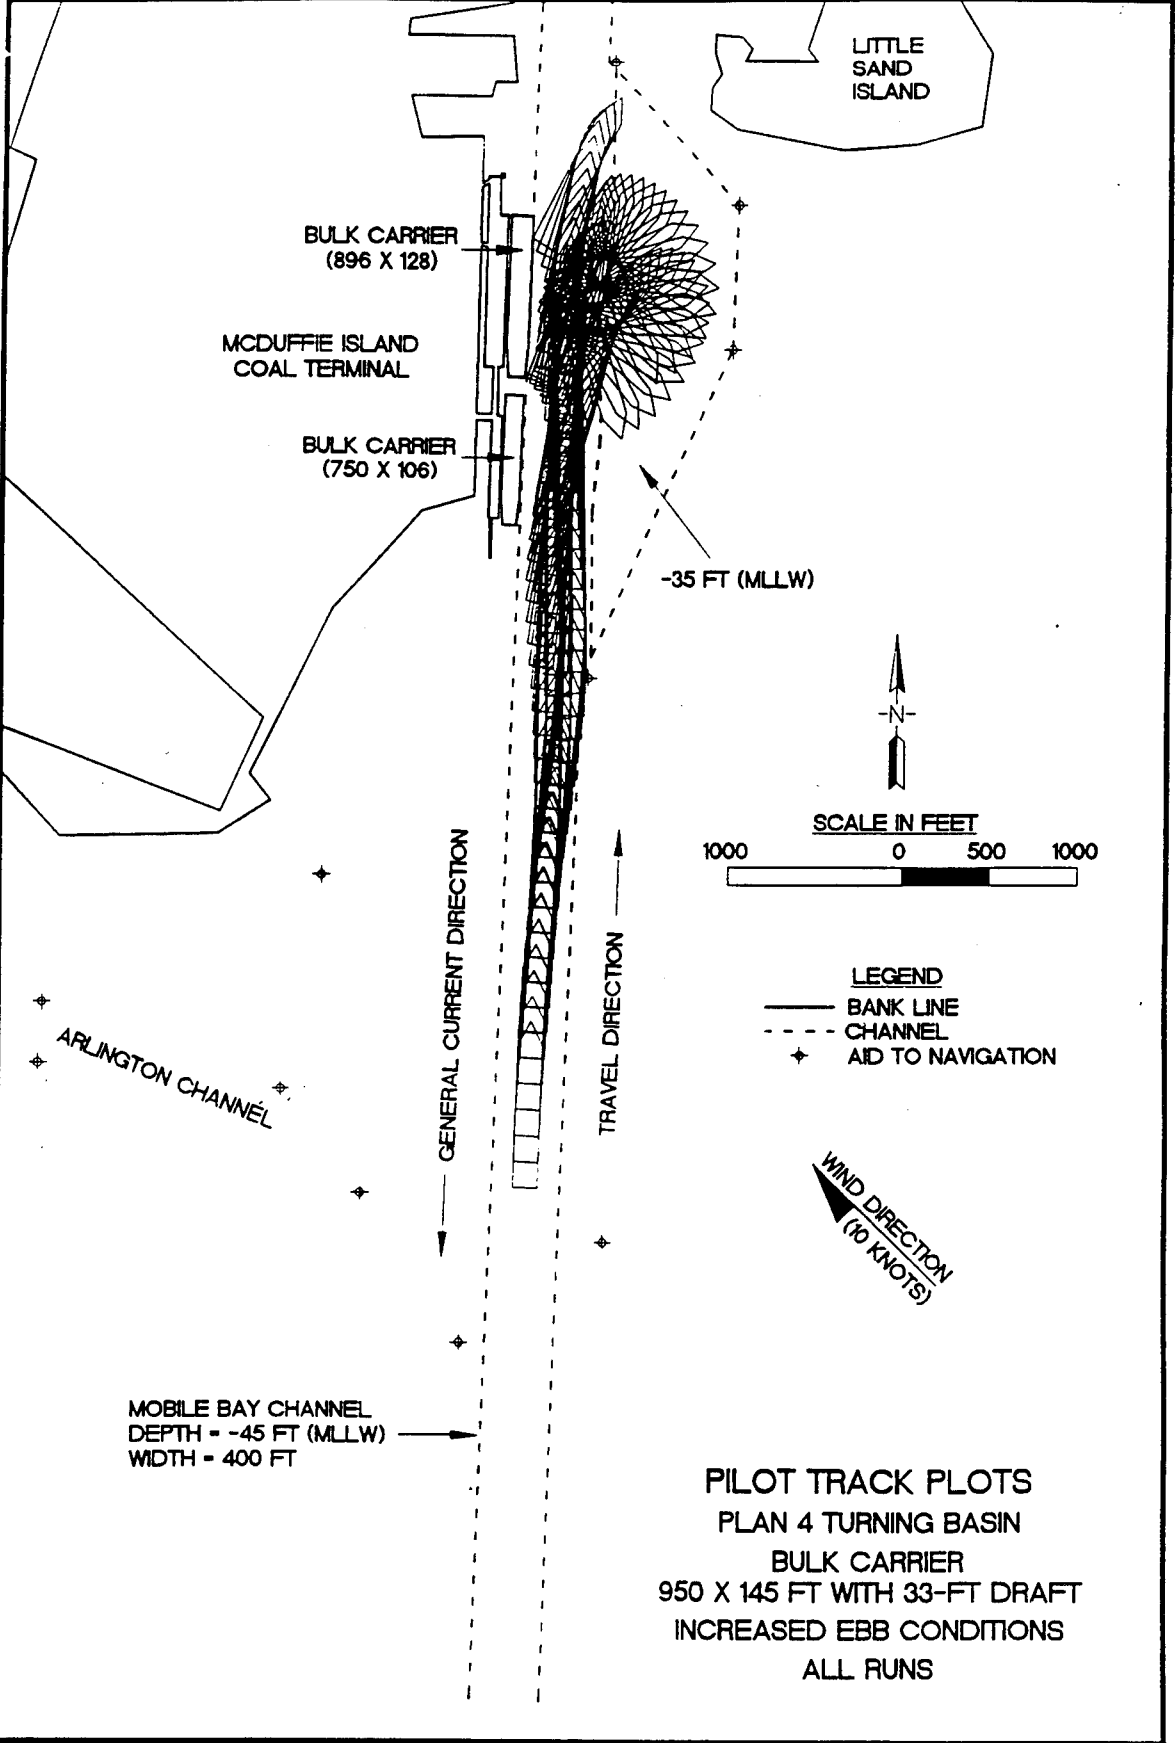 LITTLE
SAND
ISLAND
BULK CARRIER
(896 X 128)
MCDUFFIE ISLAND
COAL TERMINAL
BULK CARRIER
(750 X 106)
-35 FT (MLLW)
-N-
SCALE IN FEET
1000 0 500 1000
GENERAL CURRENT DIRECTION
TRAVEL DIRECTION
LEGEND
BANK LINE
CHANNEL
AID TO NAVIGATION
ARLINGTON CHANNEL
WIND DIRECTION
(10 KNOTS)
MOBILE BAY CHANNEL
DEPTH = -45 FT (MLLW)
WIDTH = 400 FT
PILOT TRACK PLOTS
PLAN 4 TURNING BASIN
BULK CARRIER
950 X 145 FT WITH 33-FT DRAFT
INCREASED EBB CONDITIONS
ALL RUNS